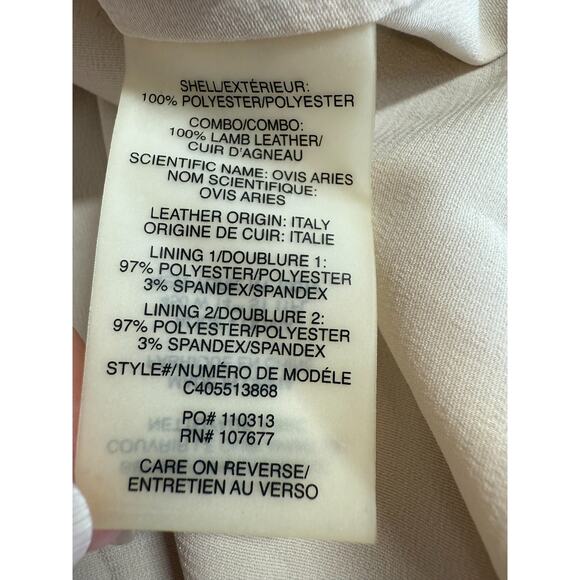 SHELL/EXTÉRIEUR:
100% POLYESTER/POLYESTER
COMBO/COMBO:
100% LAMB LEATHER/
CUIR D'AGNEAU
SCIENTIFIC NAME: OVIS ARIES
NOM SCIENTIFIQUE:
OVIS ARIES
LEATHER ORIGIN: ITALY
ORIGINE DE CUIR: ITALIE
LINING 1/DOUBLURE 1:
97% POLYESTER/POLYESTER
3% SPANDEX/SPANDEX
LINING 2/DOUBLURE 2:
97% POLYESTER/POLYESTER
3% SPANDEX/SPANDEX
STYLE#/NUMÉRO DE MODÉLE
C405513868
PO# 110313
RN# 107677
CARE ON REVERSE/
ENTRETIEN AU VERSO